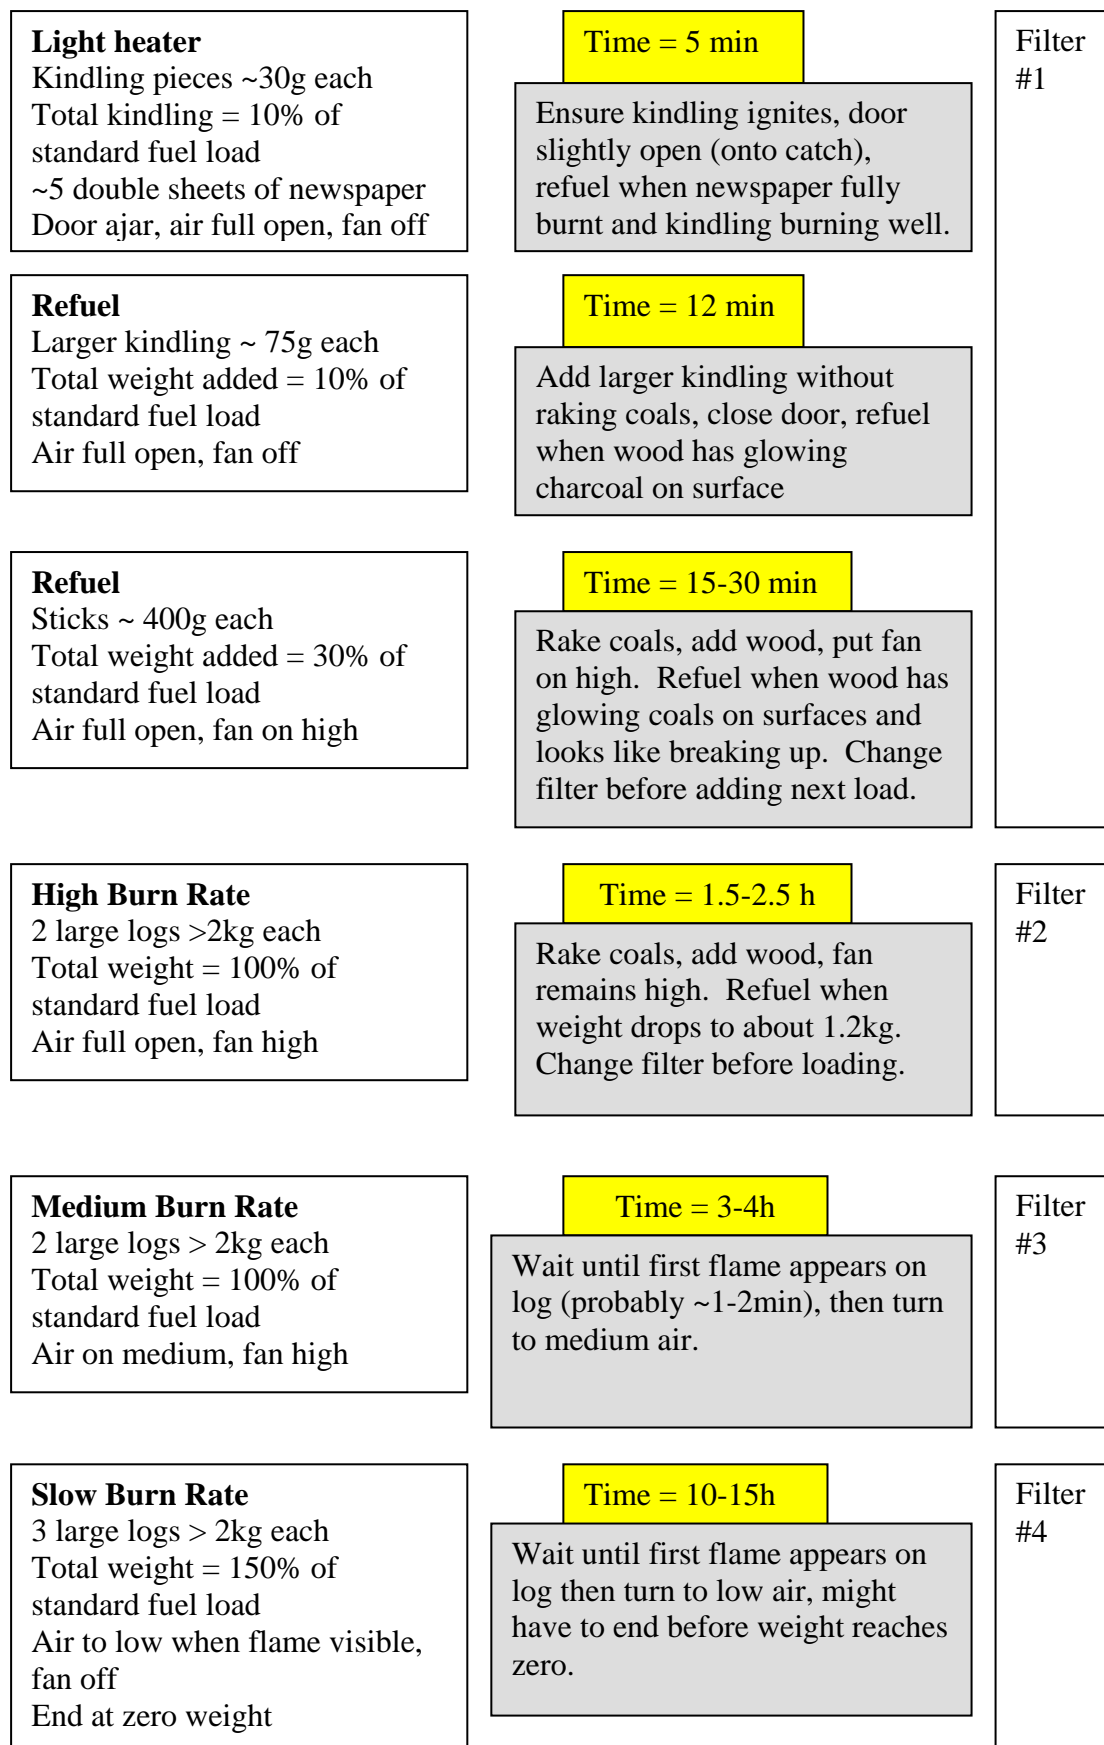 Light heater
Kindling pieces ~30g each
Total kindling = 10% of
standard fuel load
~5 double sheets of newspaper
Door ajar, air full open, fan off
Time = 5 min
Ensure kindling ignites, door
slightly open (onto catch),
refuel when newspaper fully
burnt and kindling burning well.
Filter
#1
Refuel
Larger kindling ~ 75g each
Total weight added = 10% of
standard fuel load
Air full open, fan off
Time = 12 min
Add larger kindling without
raking coals, close door, refuel
when wood has glowing
charcoal on surface
Refuel
Sticks ~ 400g each
Total weight added = 30% of
standard fuel load
Air full open, fan on high
Time = 15-30 min
Rake coals, add wood, put fan
on high.  Refuel when wood has
glowing coals on surfaces and
looks like breaking up.  Change
filter before adding next load.
High Burn Rate
2 large logs >2kg each
Total weight = 100% of
standard fuel load
Air full open, fan high
Time = 1.5-2.5 h
Rake coals, add wood, fan
remains high.  Refuel when
weight drops to about 1.2kg.
Change filter before loading.
Filter
#2
Medium Burn Rate
2 large logs > 2kg each
Total weight = 100% of
standard fuel load
Air on medium, fan high
Time = 3-4h
Wait until first flame appears on
log (probably ~1-2min), then turn
to medium air.
Filter
#3
Slow Burn Rate
3 large logs > 2kg each
Total weight = 150% of
standard fuel load
Air to low when flame visible,
fan off
End at zero weight
Time = 10-15h
Wait until first flame appears on
log then turn to low air, might
have to end before weight reaches
zero.
Filter
#4